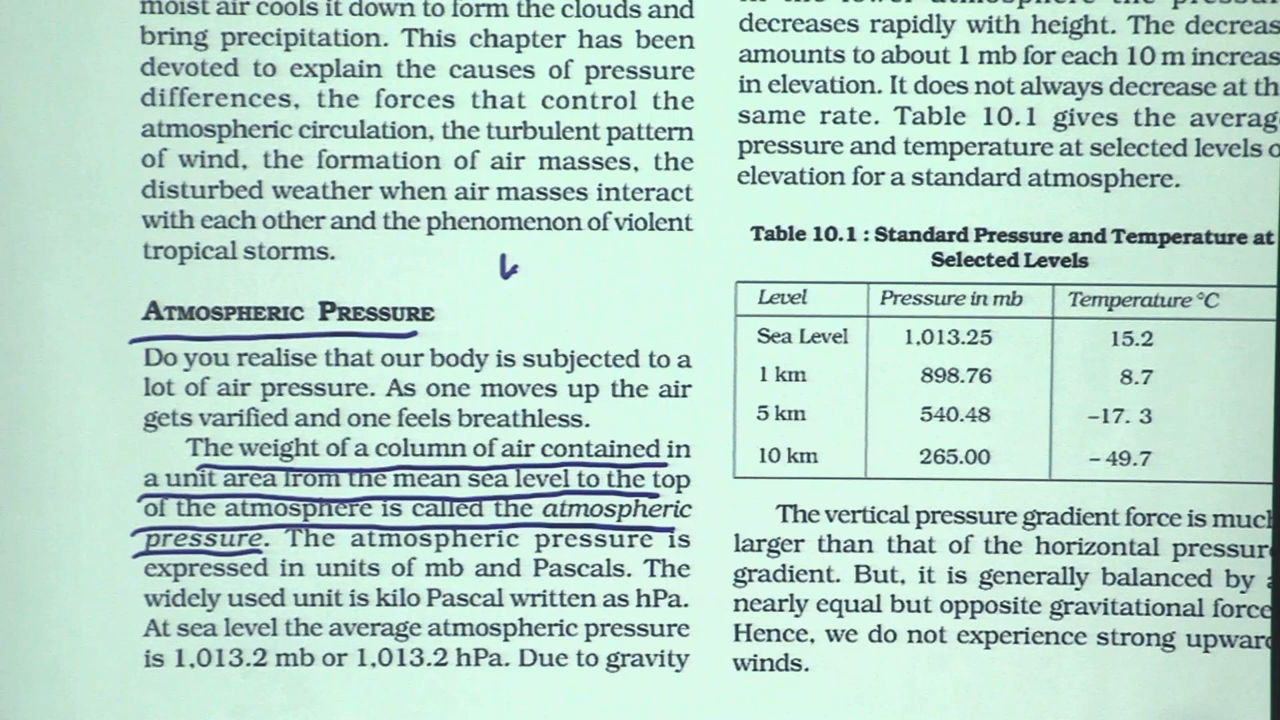 moist air cools it down to form the clouds and
bring precipitation. This chapter has been
devoted to explain the causes of pressure
differences, the forces that control the
atmospheric circulation, the turbulent pattern
of wind, the formation of air masses, the
disturbed weather when air masses interact
with each other and the phenomenon of violent
tropical storms.
ATMOSPHERIC PRESSURE
Do you realise that our body is subjected to a
lot of air pressure. As one moves up the air
gets varified and one feels breathless.
The weight of a column of air contained in
a unit area from the mean sea level to the top
of the atmosphere is called the atmospheric
pressure. The atmospheric pressure is
expressed in units of mb and Pascals. The
widely used unit is kilo Pascal written as hPa.
At sea level the average atmospheric pressure
is 1,013.2 mb or 1,013.2 hPa. Due to gravity
decreases rapidly with height. The decreas
amounts to about 1 mb for each 10 m increas
in elevation. It does not always decrease at th
same rate. Table 10.1 gives the averag
pressure and temperature at selected levels o
elevation for a standard atmosphere.
Table 10.1 : Standard Pressure and Temperature at
Selected Levels
Level Pressure in mb Temperature °C
Sea Level 1,013.25 15.2
1 km 898.76 8.7
5 km 540.48 –17. 3
10 km 265.00 – 49.7
The vertical pressure gradient force is much
larger than that of the horizontal pressur
gradient. But, it is generally balanced by a
nearly equal but opposite gravitational force
Hence, we do not experience strong upward
winds.